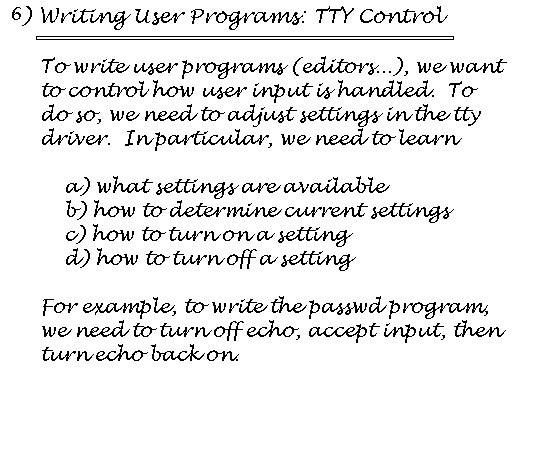 6) Writing User Programs: TTY Control
To write user programs (editors...), we want
to control how user input is handled. To
do so, we need to adjust settings in the tty
driver. In particular, we need to learn
a) what settings are available
b) how to determine current settings
c) how to turn on a setting
d) how to turn off a setting
For example, to write the passwd program,
we need to turn off echo, accept input, then
turn echo back on.